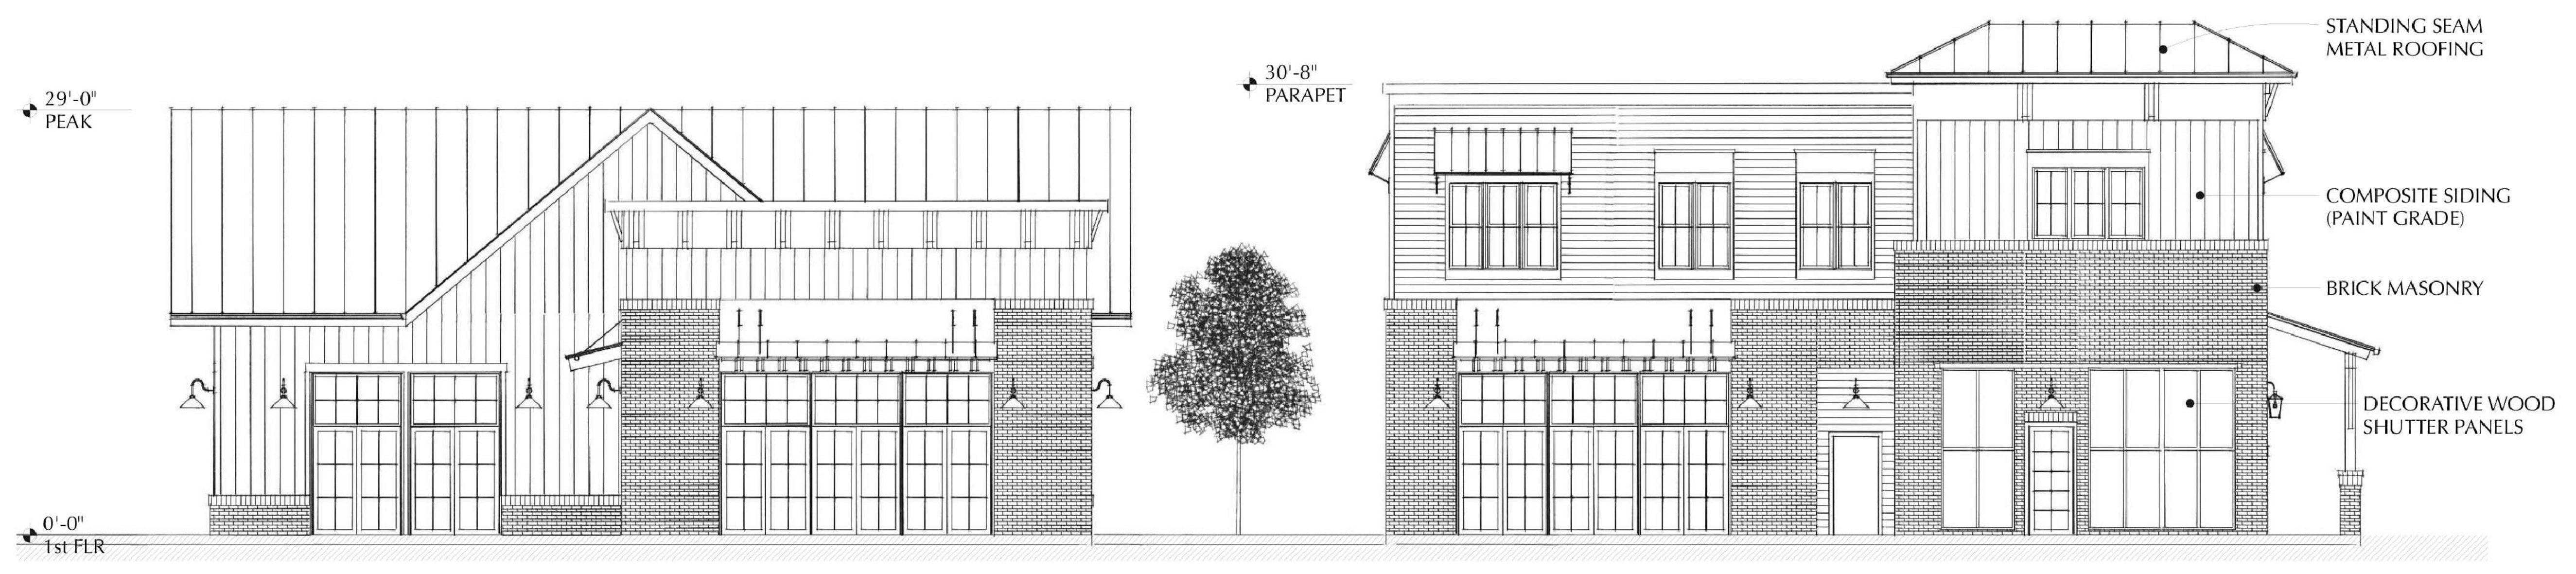 29'-0"
PEAK
0'-0"
1st FLR
30'-8"
PARAPET
STANDING SEAM
METAL ROOFING
COMPOSITE SIDING
(PAINT GRADE)
BRICK MASONRY
DECORATIVE WOOD
SHUTTER PANELS